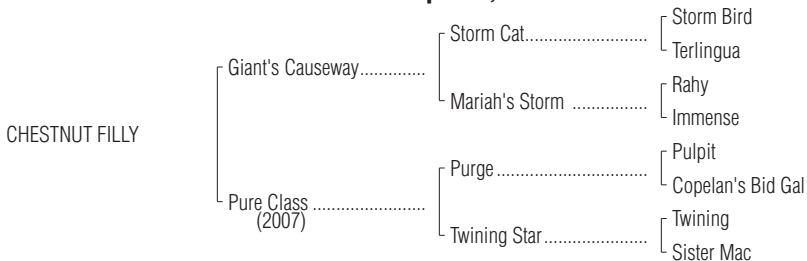 Storm Bird
Storm Cat..........................
Terlingua
Giant's Causeway..............
Rahy
Mariah's Storm ................
Immense
CHESTNUT FILLY
Pulpit
Purge ................................
Copelan's Bid Gal
Pure Class ........................
(2007)
Twining
Twining Star......................
Sister Mac